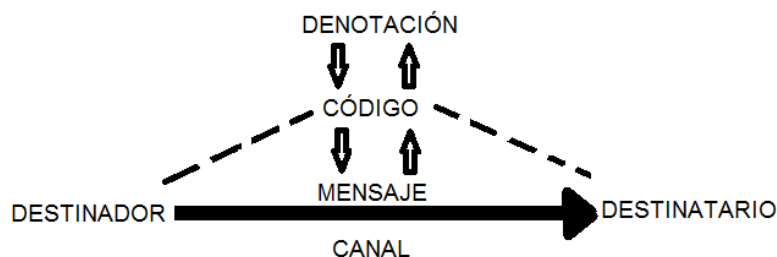 DENOTACIÓN
CÓDIGO
MENSAJE
DESTINADOR
DESTINATARIO
CANAL